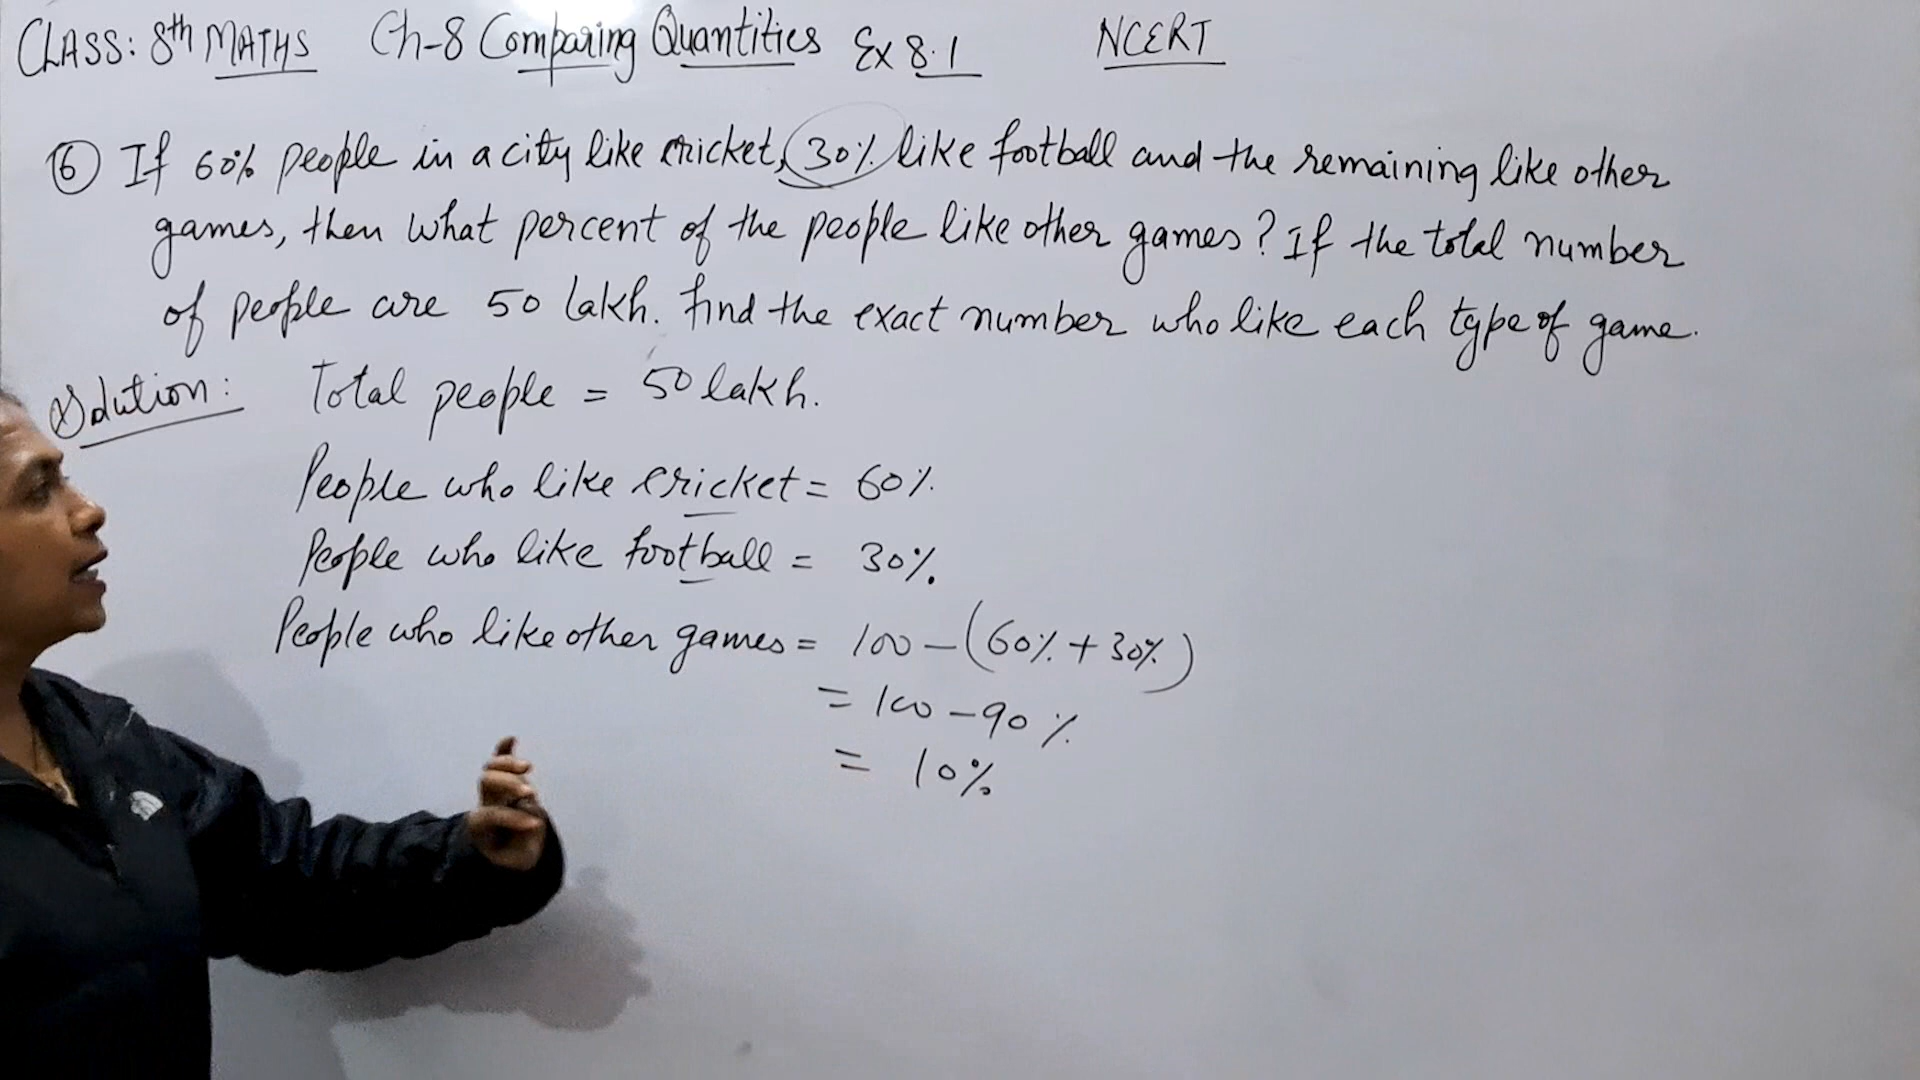 CLASS: 8th MATHS Ch-8 Comparing Quantities Ex 8.1 NCERT
⑥ If 60% people in a city like cricket, 30% like football and the remaining like other
games, then what percent of the people like other games? If the total number
of people are 50 lakh. find the exact number who like each type of game.
Solution: Total people = 50 lakh.
People who like cricket = 60%.
People who like football = 30%.
People who like other games = 100 - (60% + 30%)
= 100 - 90%
= 10%